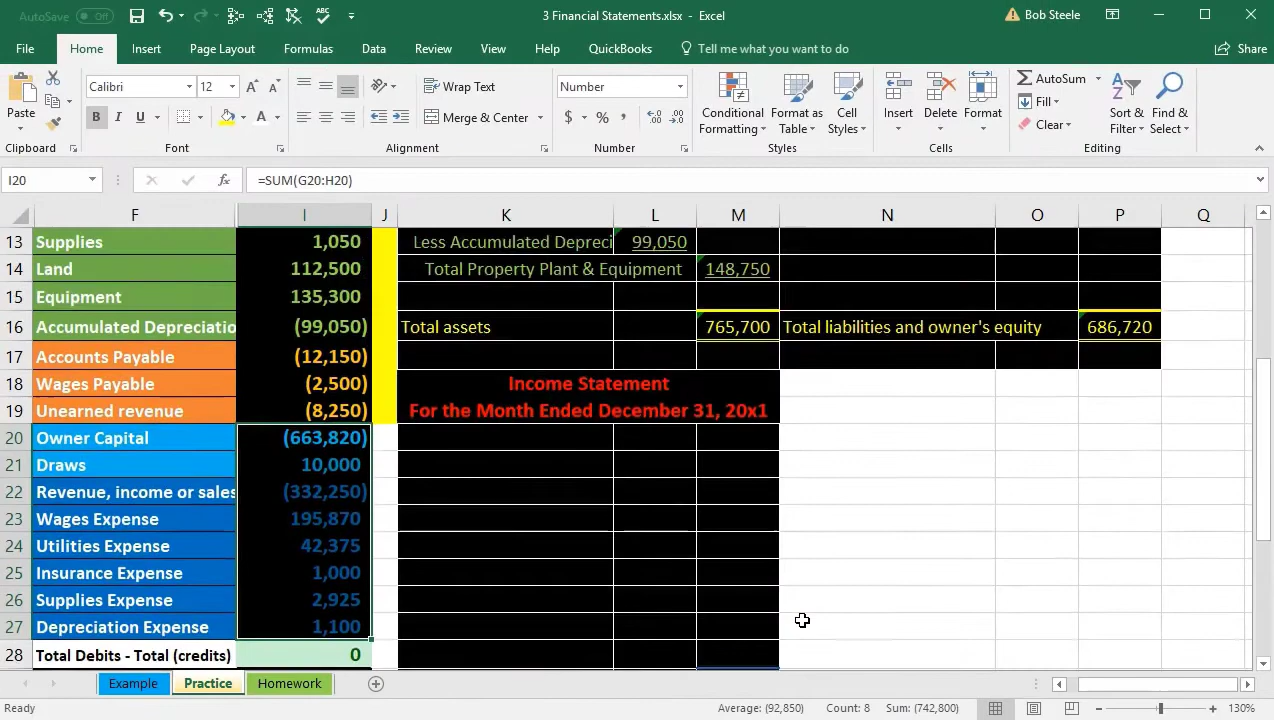 AutoSave Off
3 Financial Statements.xlsx - Excel
Bob Steele
File Home Insert Page Layout Formulas Data Review View Help QuickBooks Tell me what you want to do Share
Paste
Clipboard
Calibri 12
B I U
Font
Wrap Text
Merge & Center
Alignment
Number
$ % ,
Number
Conditional Formatting
Format as Table
Cell Styles
Styles
Insert Delete Format
Cells
AutoSum
Fill
Clear
Sort & Filter
Find & Select
Editing
I20 fx =SUM(G20:H20)
F I J K L M N O P Q
13 Supplies 1,050 Less Accumulated Depreci 99,050
14 Land 112,500 Total Property Plant & Equipment 148,750
15 Equipment 135,300
16 Accumulated Depreciatio (99,050) Total assets 765,700 Total liabilities and owner's equity 686,720
17 Accounts Payable (12,150)
18 Wages Payable (2,500) Income Statement
19 Unearned revenue (8,250) For the Month Ended December 31, 20x1
20 Owner Capital (663,820)
21 Draws 10,000
22 Revenue, income or sales (332,250)
23 Wages Expense 195,870
24 Utilities Expense 42,375
25 Insurance Expense 1,000
26 Supplies Expense 2,925
27 Depreciation Expense 1,100
28 Total Debits - Total (credits) 0
Example Practice Homework
Ready Average: (92,850) Count: 8 Sum: (742,800) 130%